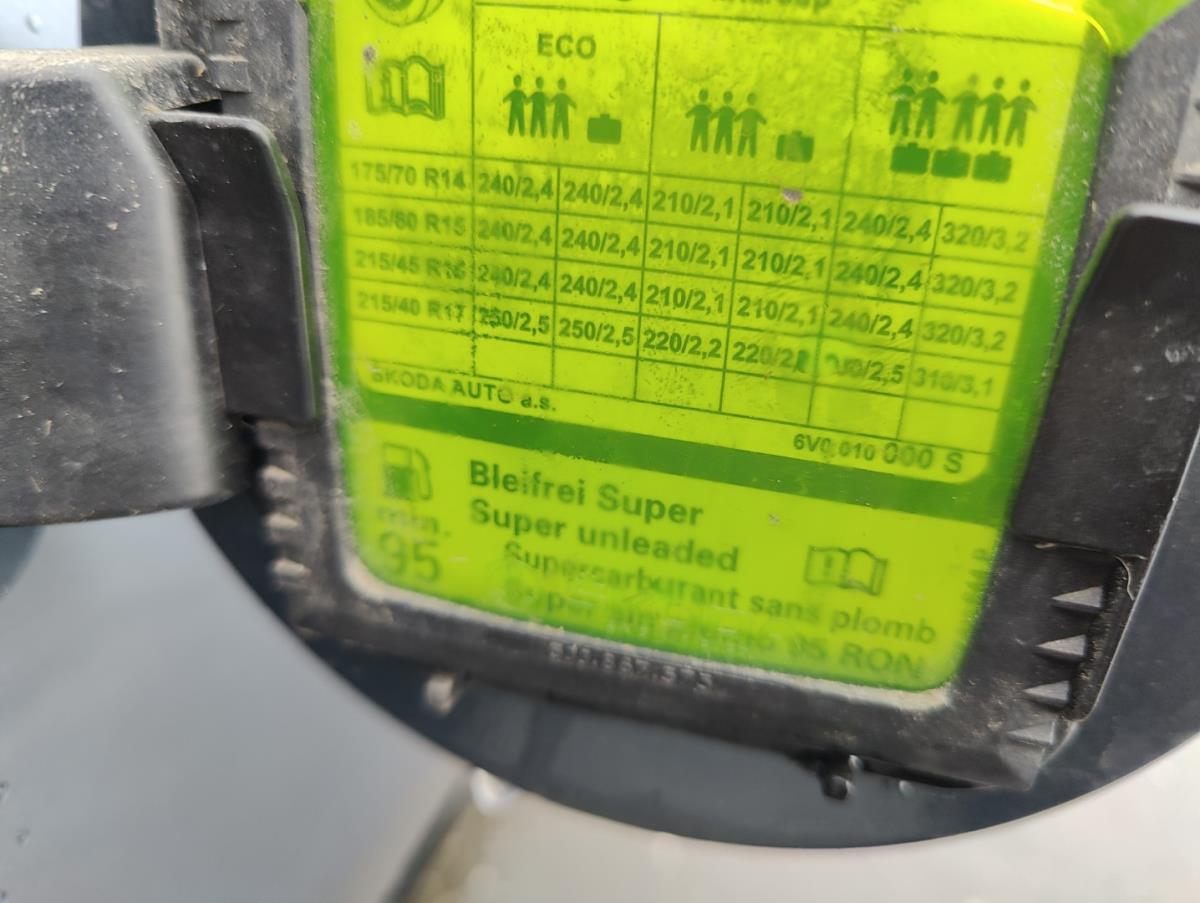 ECO
175/70 R14 240/2,4 240/2,4 210/2,1 210/2,1 240/2,4 320/3,2
185/60 R15 240/2,4 240/2,4 210/2,1 210/2,1 240/2,4 320/3,2
215/45 R16 240/2,4 240/2,4 210/2,1 210/2,1 240/2,4 320/3,2
215/40 R17 250/2,5 250/2,5 220/2,2 220/2,2 /2,5 310/3,1
ŠKODA AUTO a.s.
6V0 010 000 S
Bleifrei Super
min. Super unleaded
95 Supercarburant sans plomb
Super 95 RON